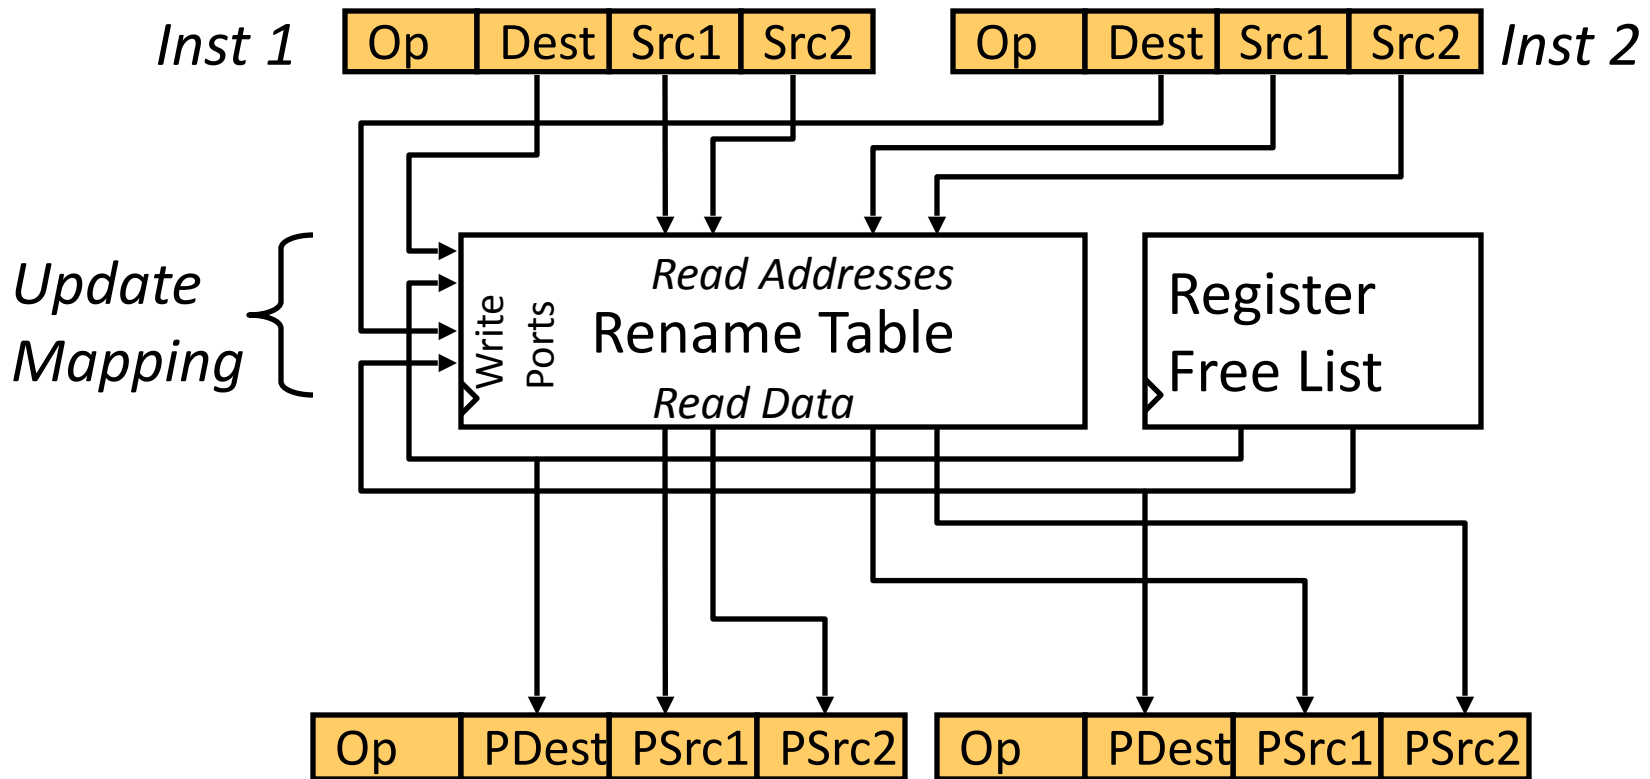 Inst 1 Op Dest Src1 Src2 Op Dest Src1 Src2 Inst 2
Update
Mapping
Write
Ports
Read Addresses
Rename Table
Read Data
Register
Free List
Op PDest PSrc1 PSrc2 Op PDest PSrc1 PSrc2